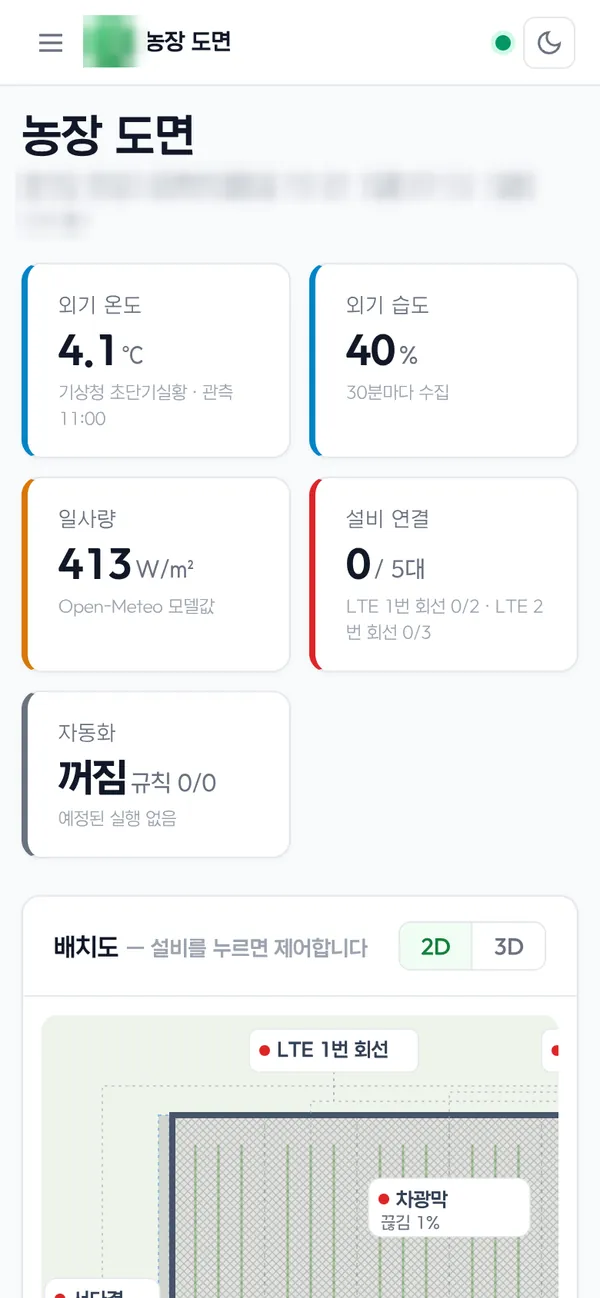 농장 도면
농장 도면
외기 온도
4.1 °C
기상청 초단기실황 · 관측
11:00
외기 습도
40 %
30분마다 수집
일사량
413 W/m²
Open-Meteo 모델값
설비 연결
0 / 5대
LTE 1번 회선 0/2 · LTE 2
번 회선 0/3
자동화
꺼짐 규칙 0/0
예정된 실행 없음
배치도 — 설비를 누르면 제어합니다
2D
3D
LTE 1번 회선
차광막
끊김 1%